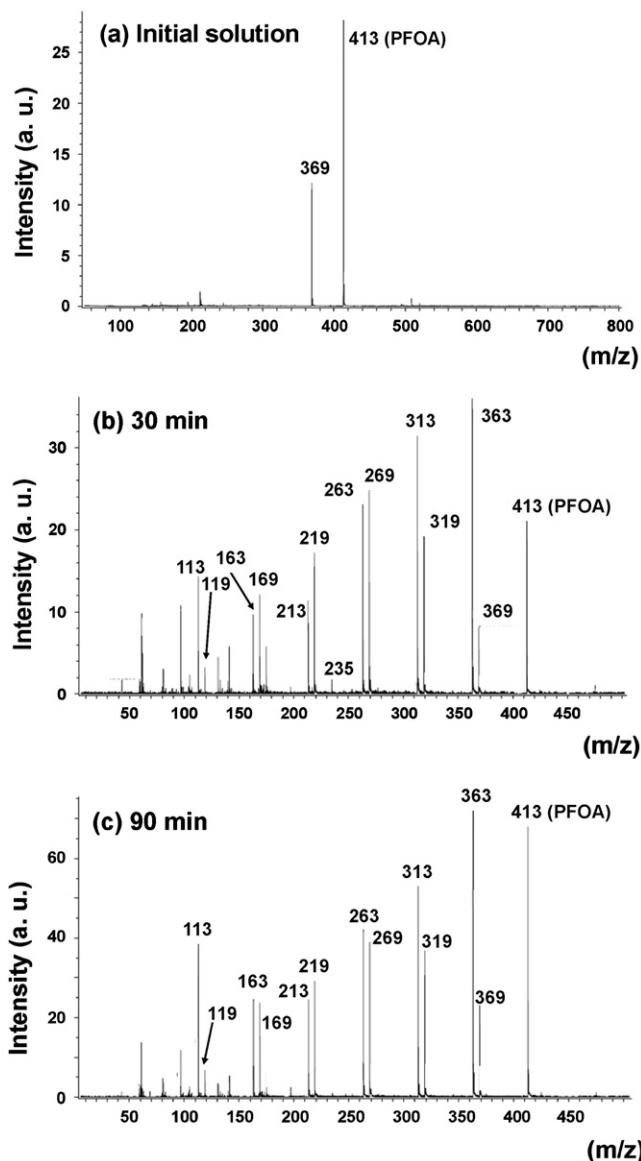 (a) Initial solution
413 (PFOA)
369
Intensity (a. u.)
25
20
15
10
5
0
100 200 300 400 500 600 700 800
(m/z)
(b) 30 min
313
363
263
269
319
413 (PFOA)
219
163
113
119
169
213
235
369
Intensity (a. u.)
30
20
10
0
50 100 150 200 250 300 350 400 450
(m/z)
(c) 90 min
363
413 (PFOA)
313
113
263
269
319
163
213
219
119
169
369
Intensity (a. u.)
60
40
20
0
50 100 150 200 250 300 350 400 450
(m/z)